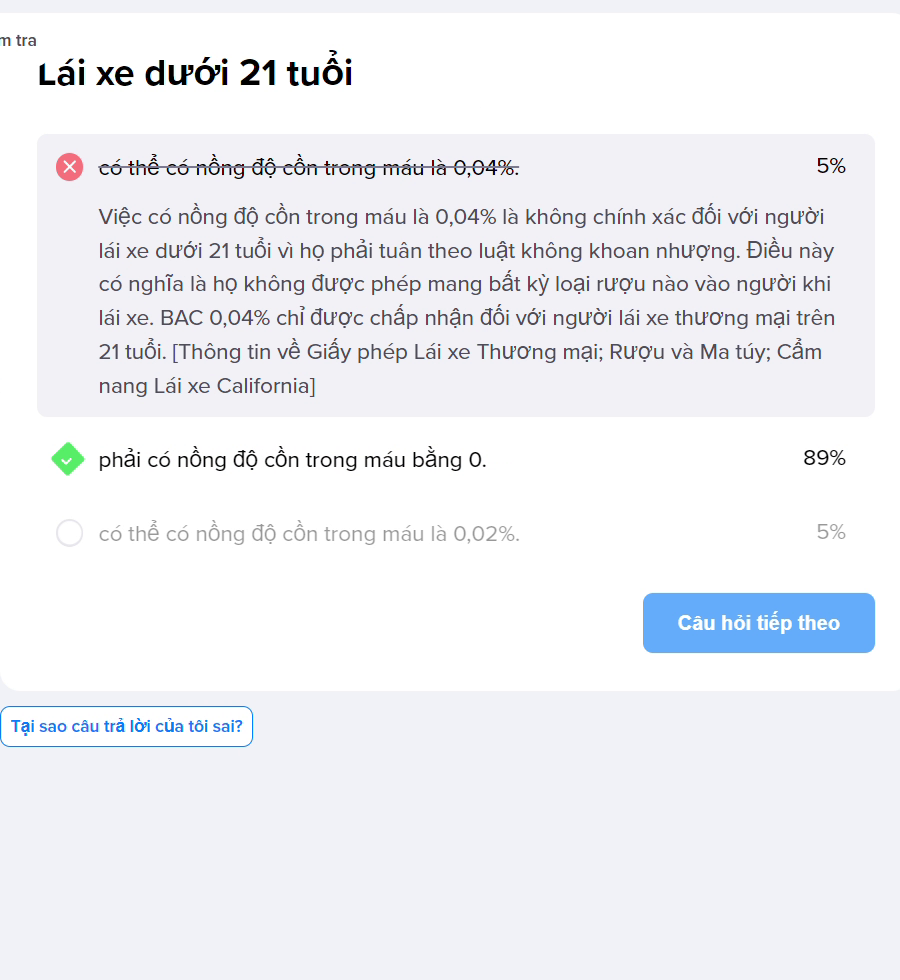 m tra
Lái xe dưới 21 tuổi
có thể có nồng độ cồn trong máu là 0,04%.
5%
Việc có nồng độ cồn trong máu là 0,04% là không chính xác đối với người
lái xe dưới 21 tuổi vì họ phải tuân theo luật không khoan nhượng. Điều này
có nghĩa là họ không được phép mang bất kỳ loại rượu nào vào người khi
lái xe. BAC 0,04% chỉ được chấp nhận đối với người lái xe thương mại trên
21 tuổi. [Thông tin về Giấy phép Lái xe Thương mại; Rượu và Ma túy; Cẩm
nang Lái xe California]
phải có nồng độ cồn trong máu bằng 0.
89%
có thể có nồng độ cồn trong máu là 0,02%.
5%
Câu hỏi tiếp theo
Tại sao câu trả lời của tôi sai?